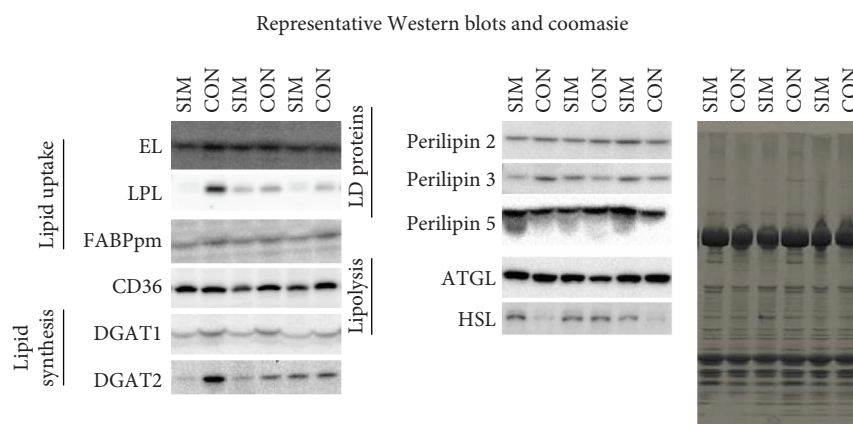 Representative Western blots and coomasie
SIM CON SIM CON SIM CON
Lipid uptake
EL
LPL
FABPpm
CD36
Lipid synthesis
DGAT1
DGAT2
SIM CON SIM CON SIM CON
LD proteins
Perilipin 2
Perilipin 3
Perilipin 5
Lipolysis
ATGL
HSL
SIM CON SIM CON SIM CON